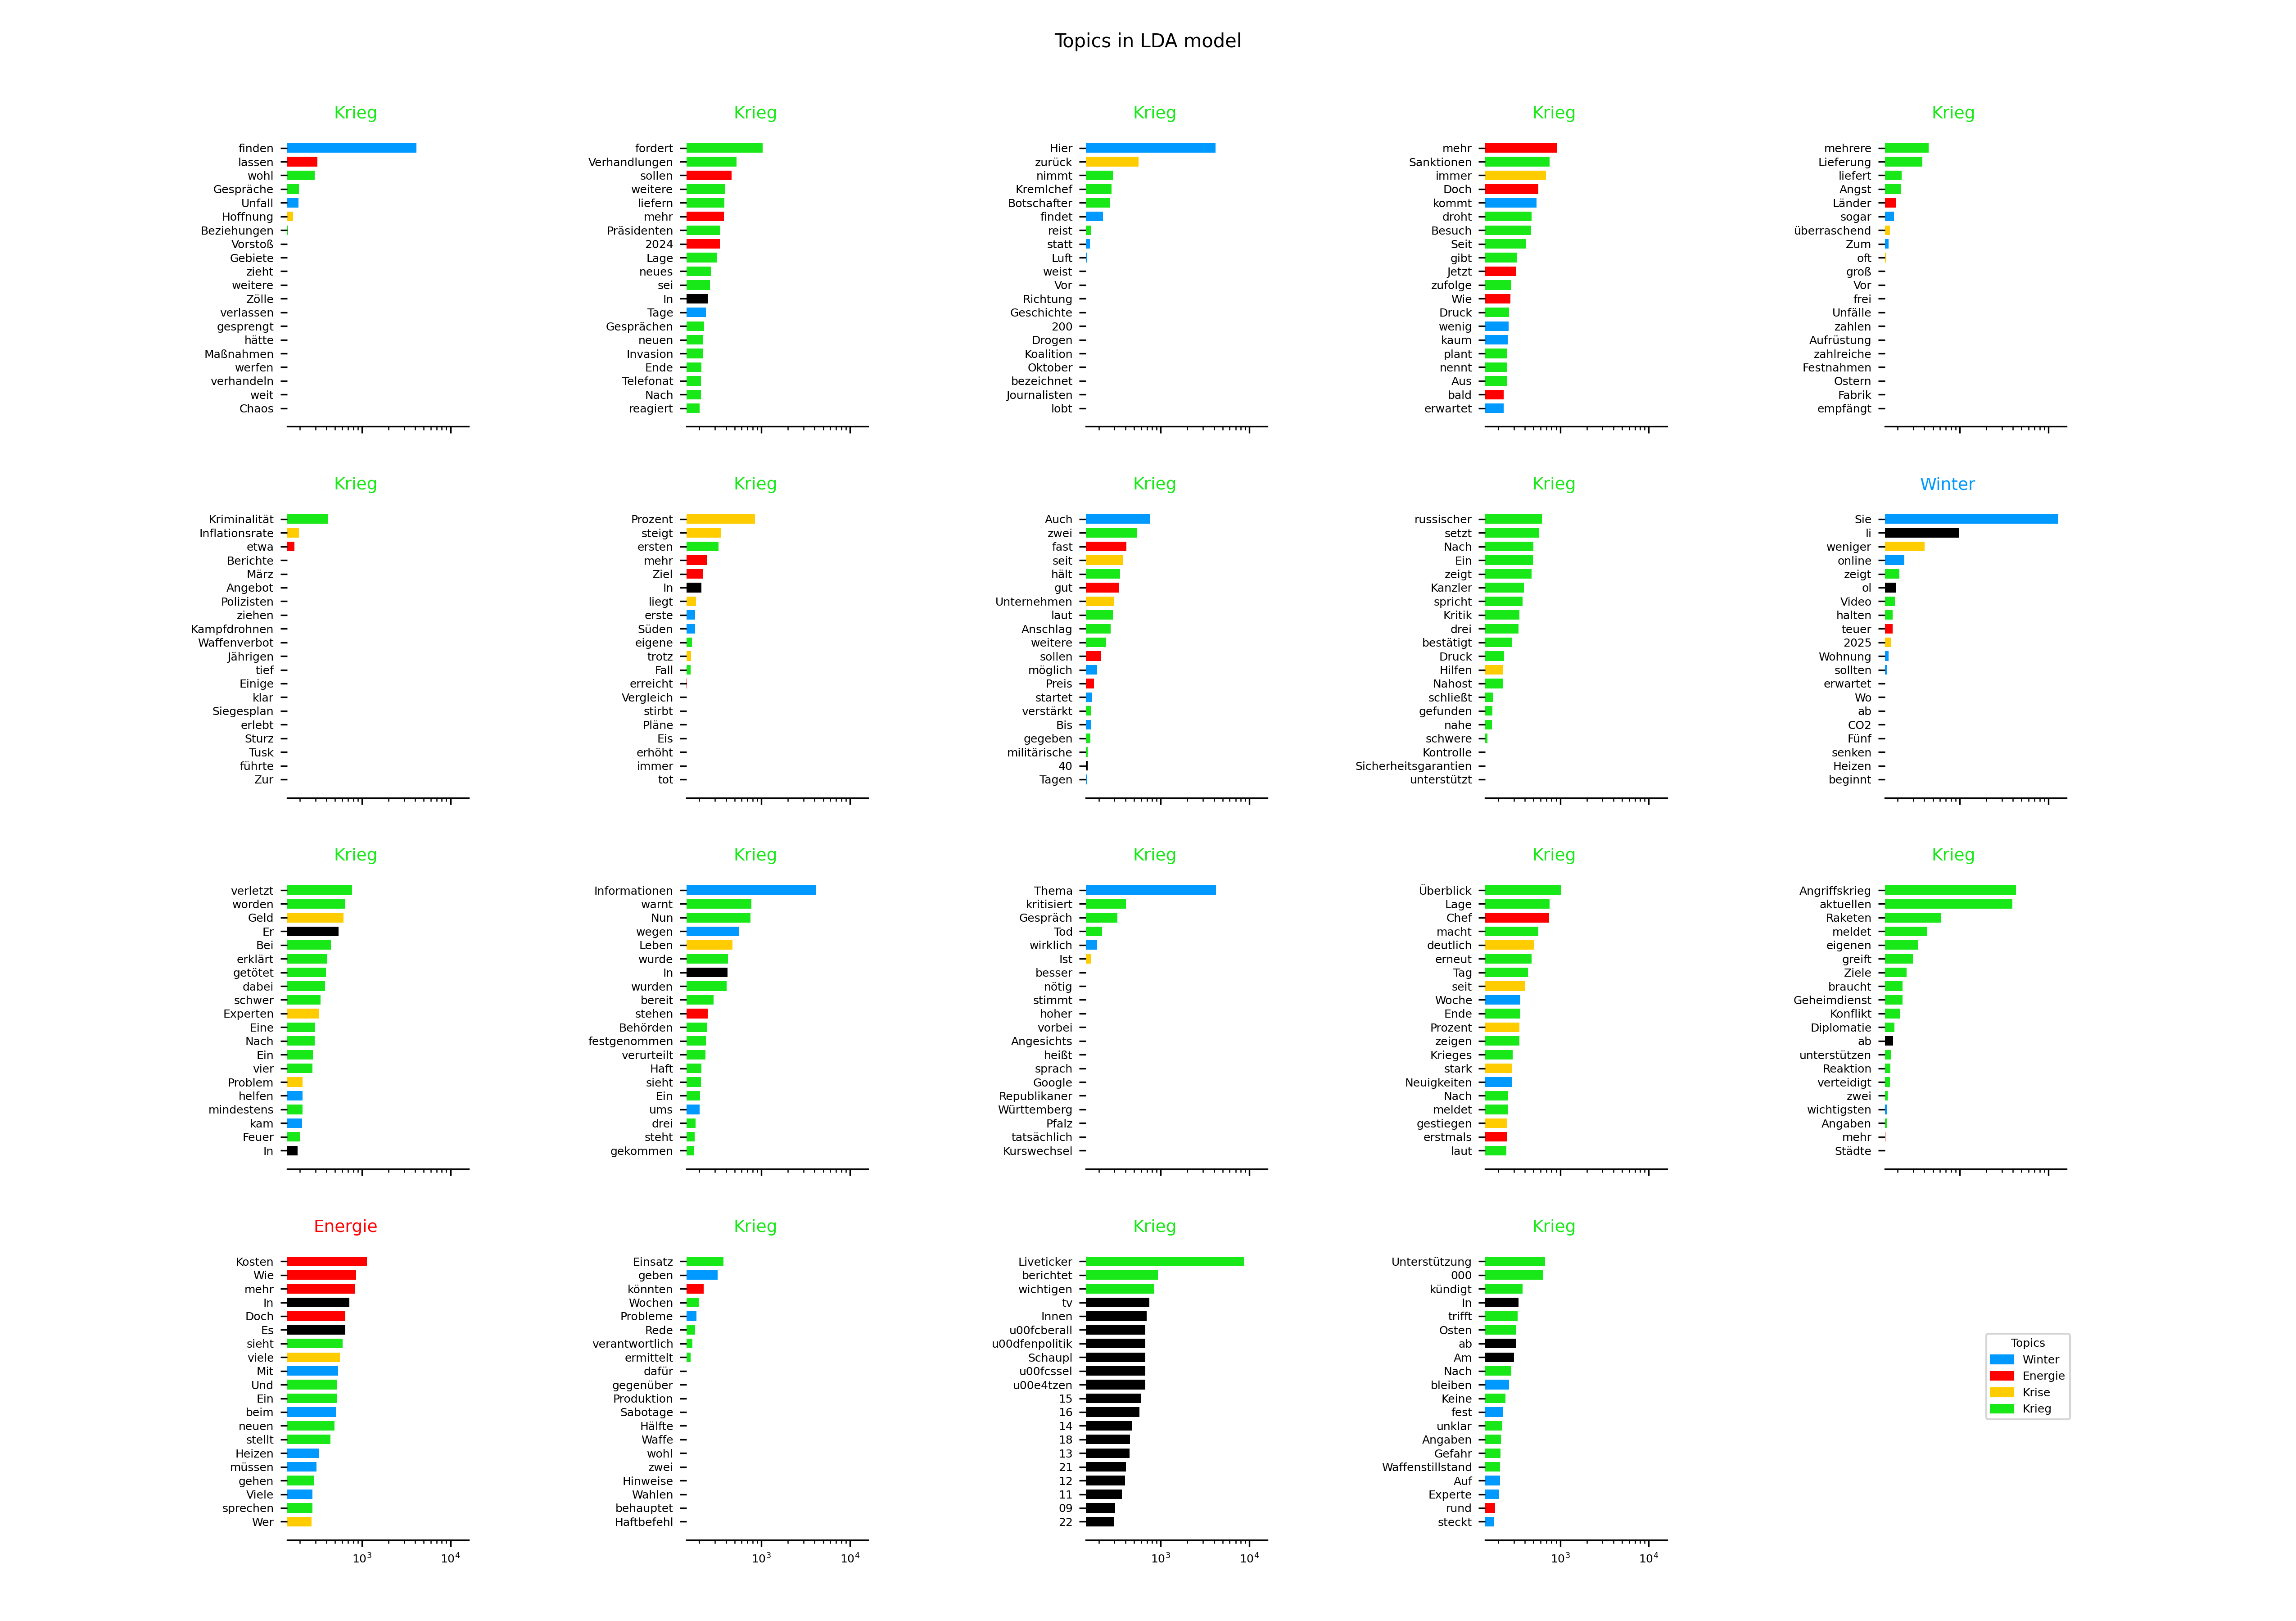 Topics in LDA model
Krieg
finden
lassen
wohl
Gespräche
Unfall
Hoffnung
Beziehungen
Vorstoß
Gebiete
zieht
weitere
Zölle
verlassen
gesprengt
hätte
Maßnahmen
werfen
verhandeln
weit
Chaos
Krieg
fordert
Verhandlungen
sollen
weitere
liefern
mehr
Präsidenten
2024
Lage
neues
sei
In
Tage
Gesprächen
neuen
Invasion
Ende
Telefonat
Nach
reagiert
Krieg
Hier
zurück
nimmt
Kremlchef
Botschafter
findet
reist
statt
Luft
weist
Vor
Richtung
Geschichte
200
Drogen
Koalition
Oktober
bezeichnet
Journalisten
lobt
Krieg
mehr
Sanktionen
immer
Doch
kommt
droht
Besuch
Seit
gibt
Jetzt
zufolge
Wie
Druck
wenig
kaum
plant
nennt
Aus
bald
erwartet
Krieg
mehrere
Lieferung
liefert
Angst
Länder
sogar
überraschend
Zum
oft
groß
Vor
frei
Unfälle
zahlen
Aufrüstung
zahlreiche
Festnahmen
Ostern
Fabrik
empfängt
Krieg
Kriminalität
Inflationsrate
etwa
Berichte
März
Angebot
Polizisten
ziehen
Kampfdrohnen
Waffenverbot
Jährigen
tief
Einige
klar
Siegesplan
erlebt
Sturz
Tusk
führte
Zur
Krieg
Prozent
steigt
ersten
mehr
Ziel
In
liegt
erste
Süden
eigene
trotz
Fall
erreicht
Vergleich
stirbt
Pläne
Eis
erhöht
immer
tot
Krieg
Auch
zwei
fast
seit
hält
gut
Unternehmen
laut
Anschlag
weitere
sollen
möglich
Preis
startet
verstärkt
Bis
gegeben
militärische
40
Tagen
Krieg
russischer
setzt
Nach
Ein
zeigt
Kanzler
spricht
Kritik
drei
bestätigt
Druck
Hilfen
Nahost
schließt
gefunden
nahe
schwere
Kontrolle
Sicherheitsgarantien
unterstützt
Winter
Sie
li
weniger
online
zeigt
ol
Video
halten
teuer
2025
Wohnung
sollten
erwartet
Wo
ab
CO2
Fünf
senken
Heizen
beginnt
Krieg
verletzt
worden
Geld
Er
Bei
erklärt
getötet
dabei
schwer
Experten
Eine
Nach
Ein
vier
Problem
helfen
mindestens
kam
Feuer
In
Krieg
Informationen
warnt
Nun
wegen
Leben
wurde
In
wurden
bereit
stehen
Behörden
festgenommen
verurteilt
Haft
sieht
Ein
ums
drei
steht
gekommen
Krieg
Thema
kritisiert
Gespräch
Tod
wirklich
Ist
besser
nötig
stimmt
hoher
vorbei
Angesichts
heißt
sprach
Google
Republikaner
Württemberg
Pfalz
tatsächlich
Kurswechsel
Krieg
Überblick
Lage
Chef
macht
deutlich
erneut
Tag
seit
Woche
Ende
Prozent
zeigen
Krieges
stark
Neuigkeiten
Nach
meldet
gestiegen
erstmals
laut
Krieg
Angriffskrieg
aktuellen
Raketen
meldet
eigenen
greift
Ziele
braucht
Geheimdienst
Konflikt
Diplomatie
ab
unterstützen
Reaktion
verteidigt
zwei
wichtigsten
Angaben
mehr
Städte
Energie
Kosten
Wie
mehr
In
Doch
Es
sieht
viele
Mit
Und
Ein
beim
neuen
stellt
Heizen
müssen
gehen
Viele
sprechen
Wer
10³ 10⁴
Krieg
Einsatz
geben
könnten
Wochen
Probleme
Rede
verantwortlich
ermittelt
dafür
gegenüber
Produktion
Sabotage
Hälfte
Waffe
wohl
zwei
Hinweise
Wahlen
behauptet
Haftbefehl
10³ 10⁴
Krieg
Liveticker
berichtet
wichtigen
tv
Innen
u00fcberall
u00dfenpolitik
Schaupl
u00fcssel
u00e4tzen
15
16
14
18
13
21
12
11
09
22
10³ 10⁴
Krieg
Unterstützung
000
kündigt
In
trifft
Osten
ab
Am
Nach
bleiben
Keine
fest
unklar
Angaben
Gefahr
Waffenstillstand
Auf
Experte
rund
steckt
10³ 10⁴
Topics
Winter
Energie
Krise
Krieg